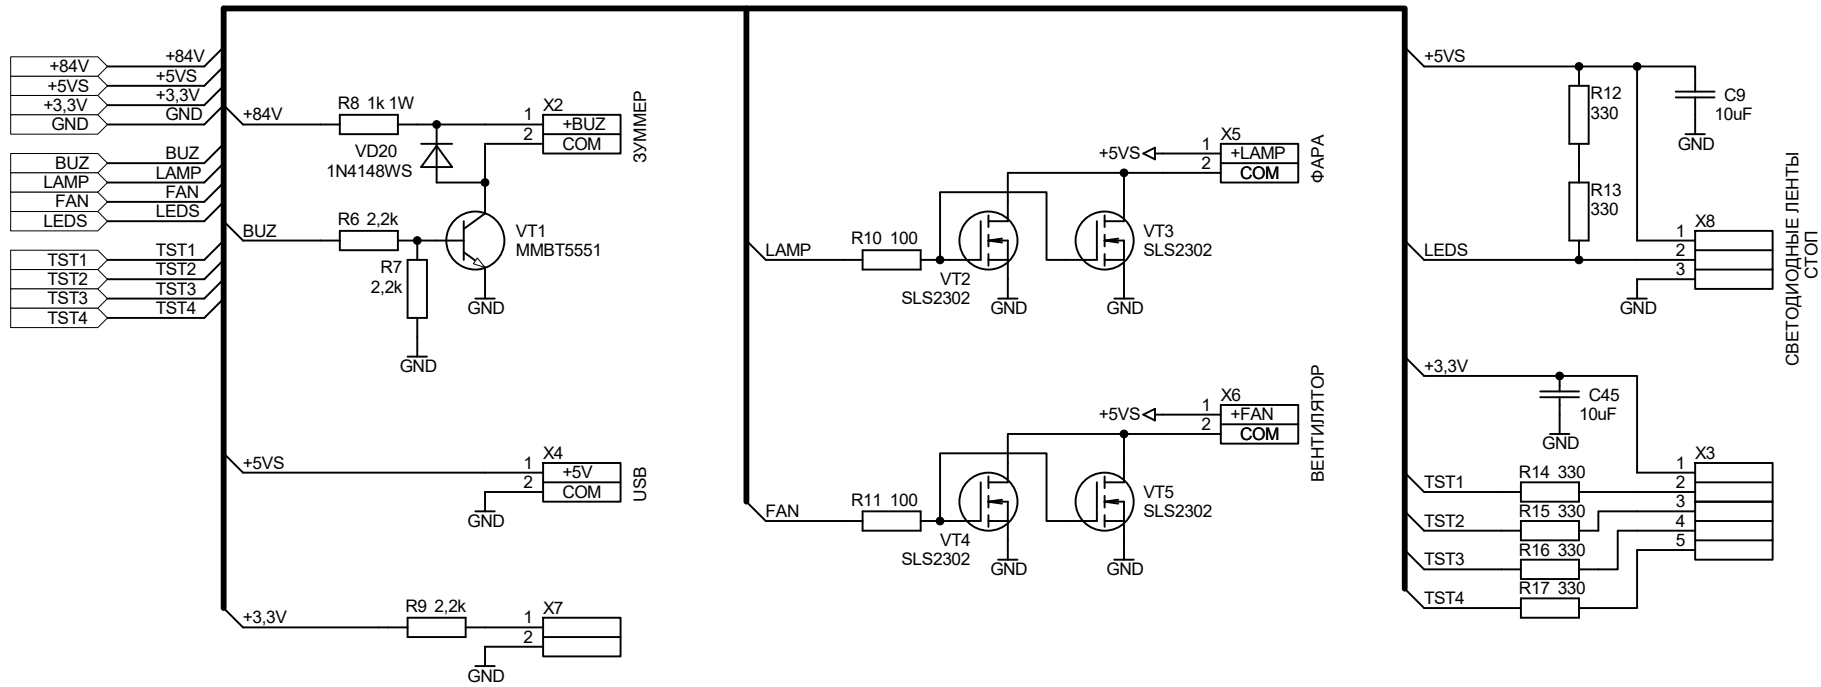 +84V
+5VS
+3,3V
GND
+84V
+5VS
+3,3V
GND
BUZ
LAMP
FAN
LEDS
BUZ
LAMP
FAN
LEDS
TST1
TST2
TST3
TST4
TST1
TST2
TST3
TST4
+84V
R8 1k 1W
VD20
1N4148WS
X2
1
+BUZ
2
COM
ЗУММЕР
BUZ
R6 2,2k
R7
2,2k
VT1
MMBT5551
GND
GND
+5VS
X4
1
+5V
2
COM
USB
GND
+3,3V
R9 2,2k
X7
1
2
GND
LAMP
R10 100
VT2
SLS2302
GND
VT3
SLS2302
GND
+5VS
X5
1
+LAMP
2
COM
ФАРА
FAN
R11 100
VT4
SLS2302
GND
VT5
SLS2302
GND
+5VS
X6
1
+FAN
2
COM
ВЕНТИЛЯТОР
+5VS
R12
330
R13
330
C9
10uF
GND
LEDS
X8
1
2
3
GND
СВЕТОДИОДНЫЕ ЛЕНТЫ
СТОП
+3,3V
C45
10uF
GND
X3
1
2
3
4
5
TST1
R14 330
TST2
R15 330
TST3
R16 330
TST4
R17 330